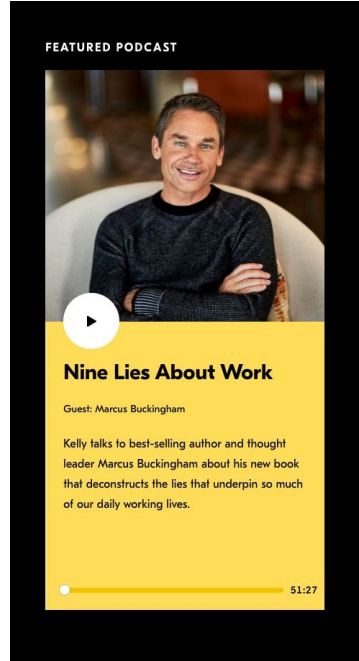 FEATURED PODCAST
Nine Lies About Work
Guest: Marcus Buckingham
Kelly talks to best-selling author and thought
leader Marcus Buckingham about his new book
that deconstructs the lies that underpin so much
of our daily working lives.
51:27